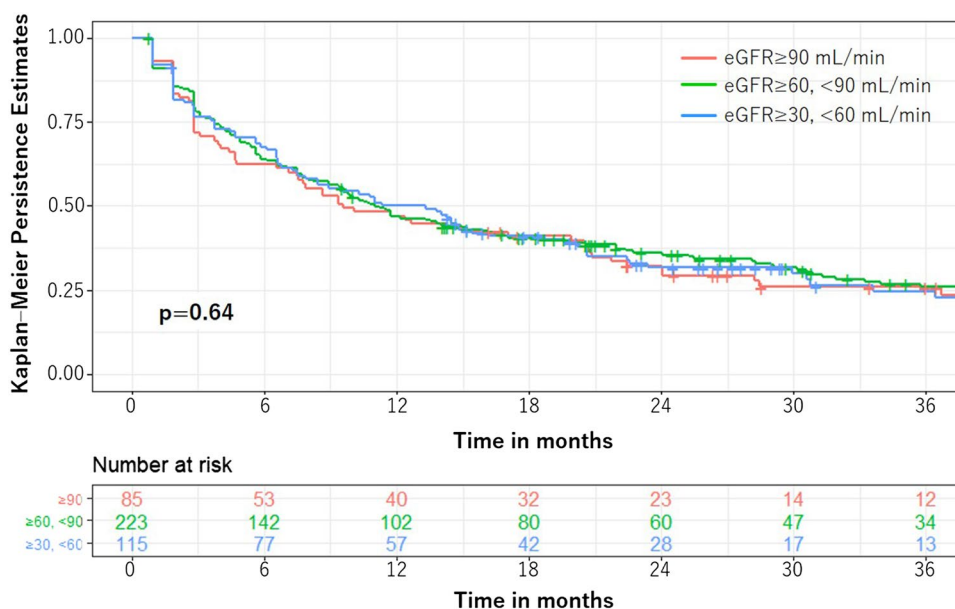 Kaplan–Meier Persistence Estimates
1.00
0.75
0.50
0.25
0.00
eGFR≥90 mL/min
eGFR≥60, <90 mL/min
eGFR≥30, <60 mL/min
p=0.64
0 6 12 18 24 30 36
Time in months
Number at risk
≥90 85 53 40 32 23 14 12
≥60, <90 223 142 102 80 60 47 34
≥30, <60 115 77 57 42 28 17 13
0 6 12 18 24 30 36
Time in months